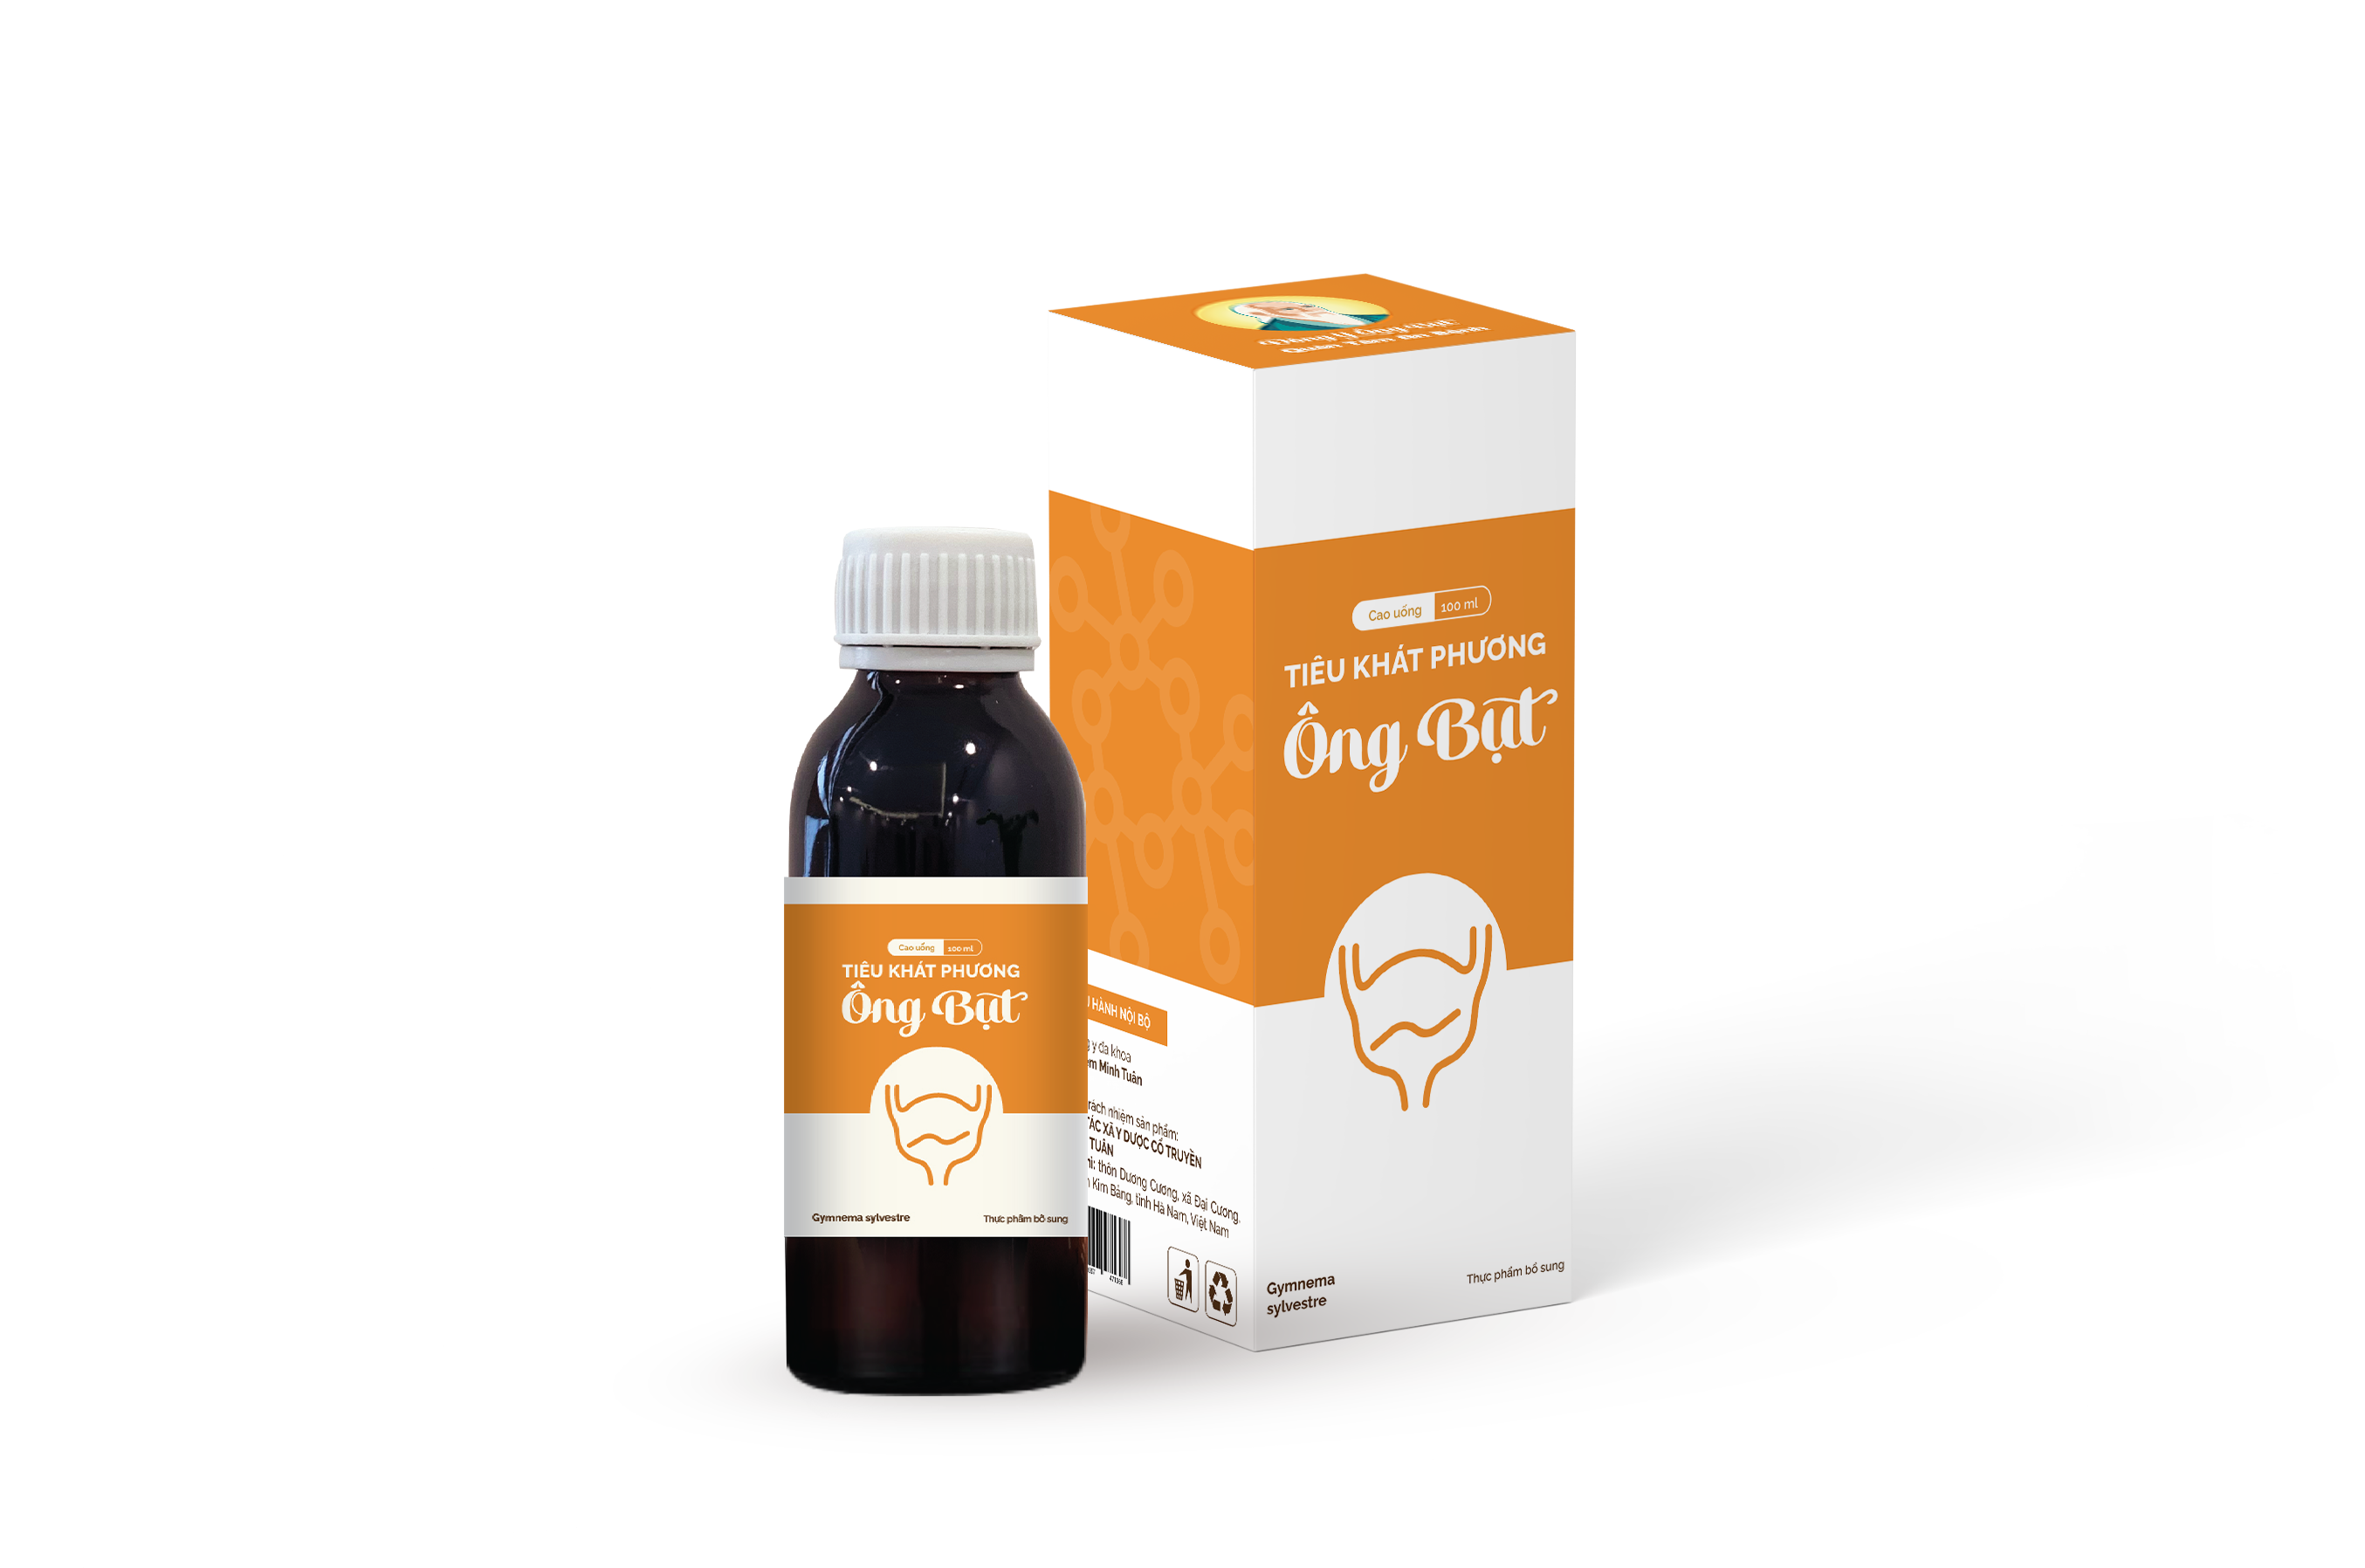 Cao uống 100 ml
TIÊU KHÁT PHƯƠNG
Ông Bụt
Gymnema sylvestre
Thực phẩm bổ sung
Đông Y Ông Bụt
Cao uống 100 ml
TIÊU KHÁT PHƯƠNG
Ông Bụt
Gymnema
sylvestre
Thực phẩm bổ sung
HÀNH NỘI BỘ
y đa khoa
Minh Tuân
nhiệm sản phẩm:
XÃ Y DƯỢC CỔ TRUYỀN
TUÂN
thôn Dương Cương, xã Đại Cương,
Kim Bảng, tỉnh Hà Nam, Việt Nam